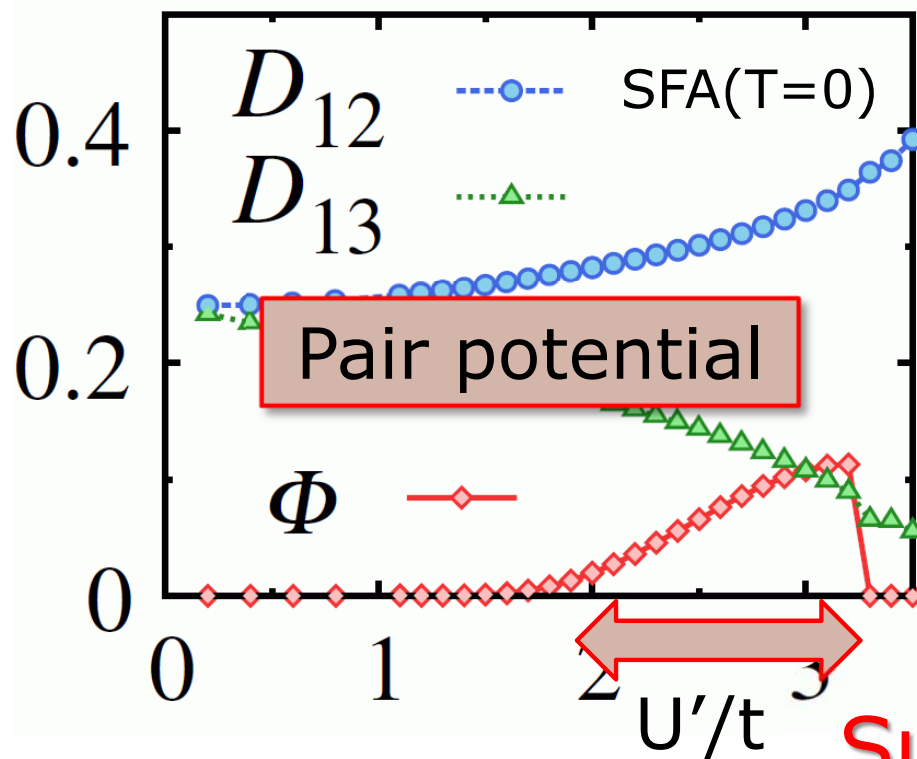 D12 SFA(T=0)
0.4
D13
0.2
Pair potential
Φ
0
0 1 2 3
U'/t